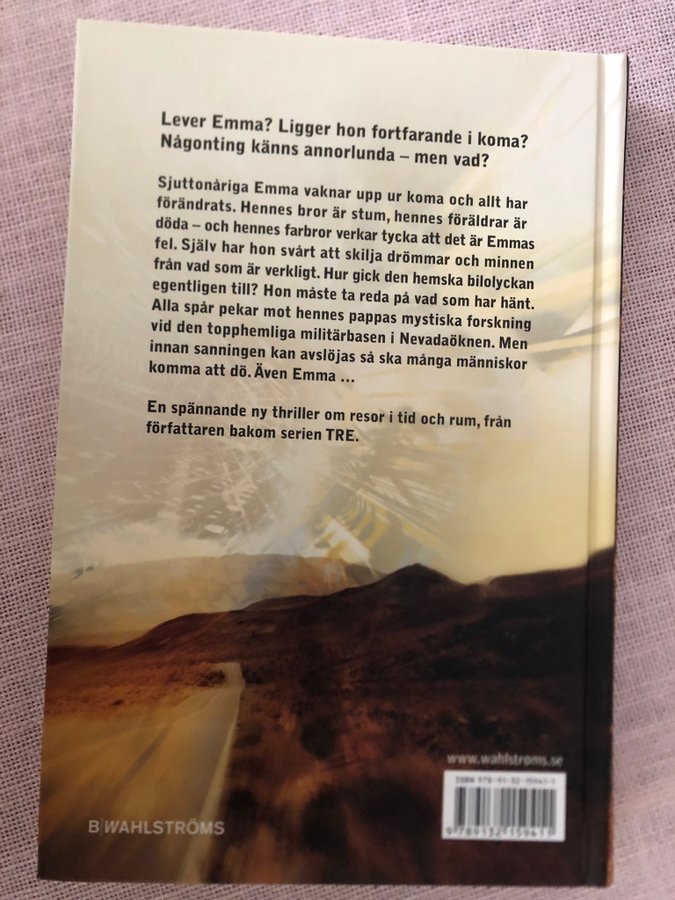 Lever Emma? Ligger hon fortfarande i koma?
Någonting känns annorlunda – men vad?
Sjuttonåriga Emma vaknar upp ur koma och allt har
förändrats. Hennes bror är stum, hennes föräldrar är
döda – och hennes farbror verkar tycka att det är Emmas
fel. Själv har hon svårt att skilja drömmar och minnen
från vad som är verkligt. Hur gick den hemska bilolyckan
egentligen till? Hon måste ta reda på vad som har hänt.
Alla spår pekar mot hennes pappas mystiska forskning
vid den topphemliga militärbasen i Nevadaöknen. Men
innan sanningen kan avslöjas så ska många människor
komma att dö. Även Emma ...
En spännande ny thriller om resor i tid och rum, från
författaren bakom serien TRE.
www.wahlstroms.se
ISBN
B|WAHLSTRÖMS